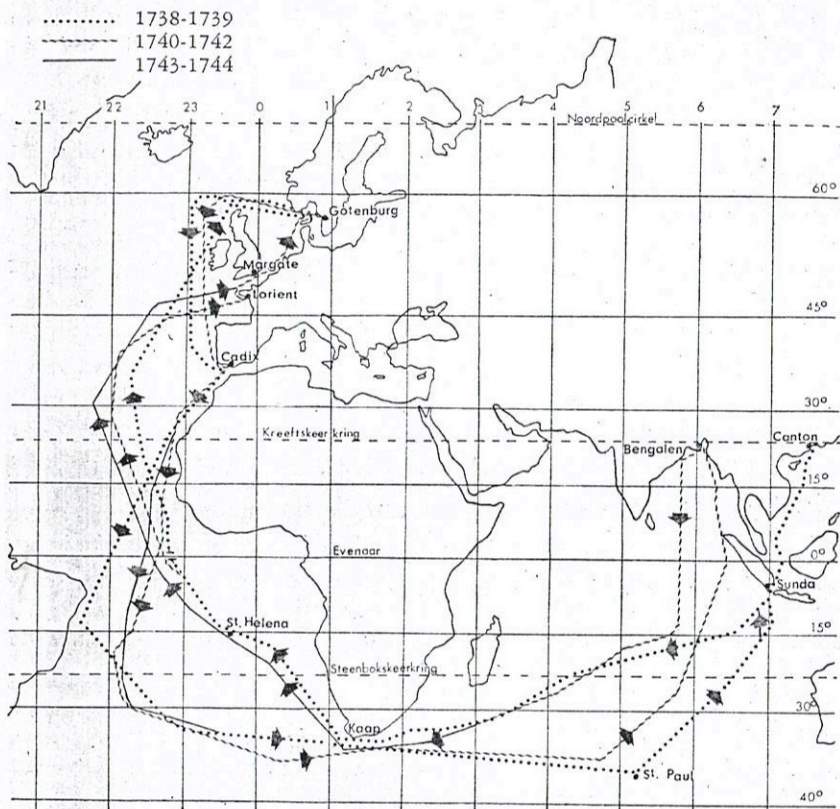 1738-1739
1740-1742
1743-1744
21 22 23 0 1 2 3 4 5 6 7
Noordpoolcirkel
60°
Gotenburg
Margate
Lorient
45°
Cadix
30°
Kreeftskeerkring
Bengalen
Canton
15°
Evenaar
0°
Sunda
St. Helena
15°
Steenbokskeerkring
30°
Kaap
St. Paul
40°